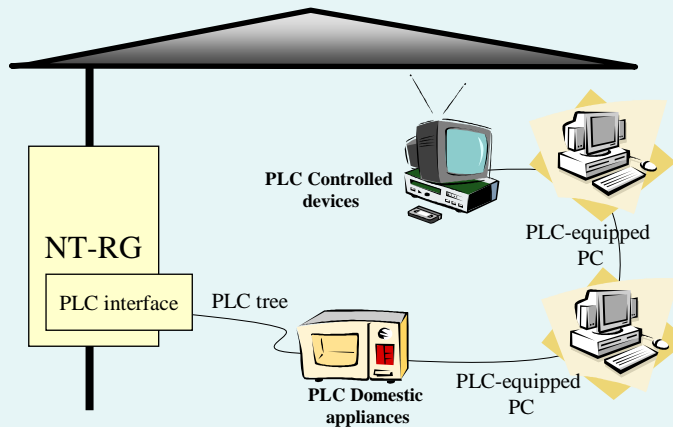 PLC Controlled
devices
PLC-equipped
PC
NT-RG
PLC interface
PLC tree
PLC Domestic
appliances
PLC-equipped
PC